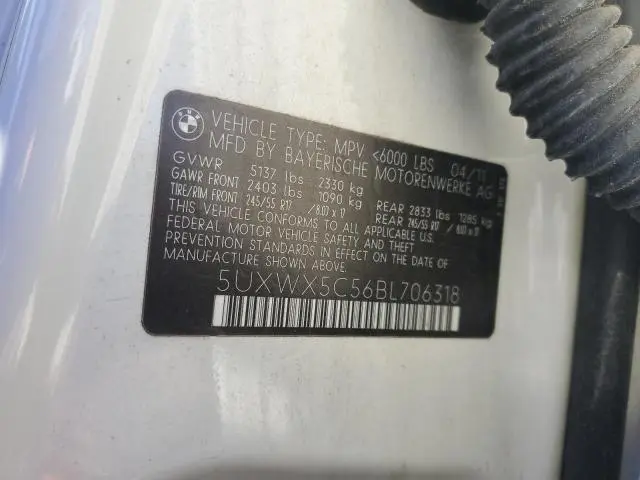 BMW
VEHICLE TYPE: MPV <6000 LBS 04/11
MFD BY BAYERISCHE MOTORENWERKE AG
GVWR 5137 lbs 2330 kg
GAWR FRONT 2403 lbs 1090 kg REAR 2833 lbs 1285 kg
TIRE/RIM FRONT 245/55 R17 / 8.0J x 17 REAR 245/55 R17 / 8.0J x 17
THIS VEHICLE CONFORMS TO ALL APPLICABLE U.S.
FEDERAL MOTOR VEHICLE SAFETY AND THEFT
PREVENTION STANDARDS IN EFFECT ON THE DATE OF
MANUFACTURE SHOWN ABOVE.
5UXWX5C56BL706318